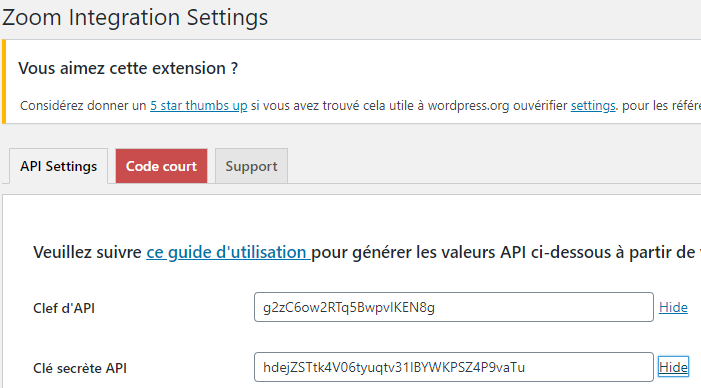 Zoom Integration Settings
Vous aimez cette extension ?
Considérez donner un 5 star thumbs up si vous avez trouvé cela utile à wordpress.org ouvérifier settings. pour les référe
API Settings
Code court
Support
Veuillez suivre ce guide d'utilisation pour générer les valeurs API ci-dessous à partir de
Clef d'API
g2zC6ow2RTq5BwpvIKEN8g
Hide
Clé secrète API
hdejZSTtk4V06tyuqtv31IBYWKPSZ4P9vaTu
Hide